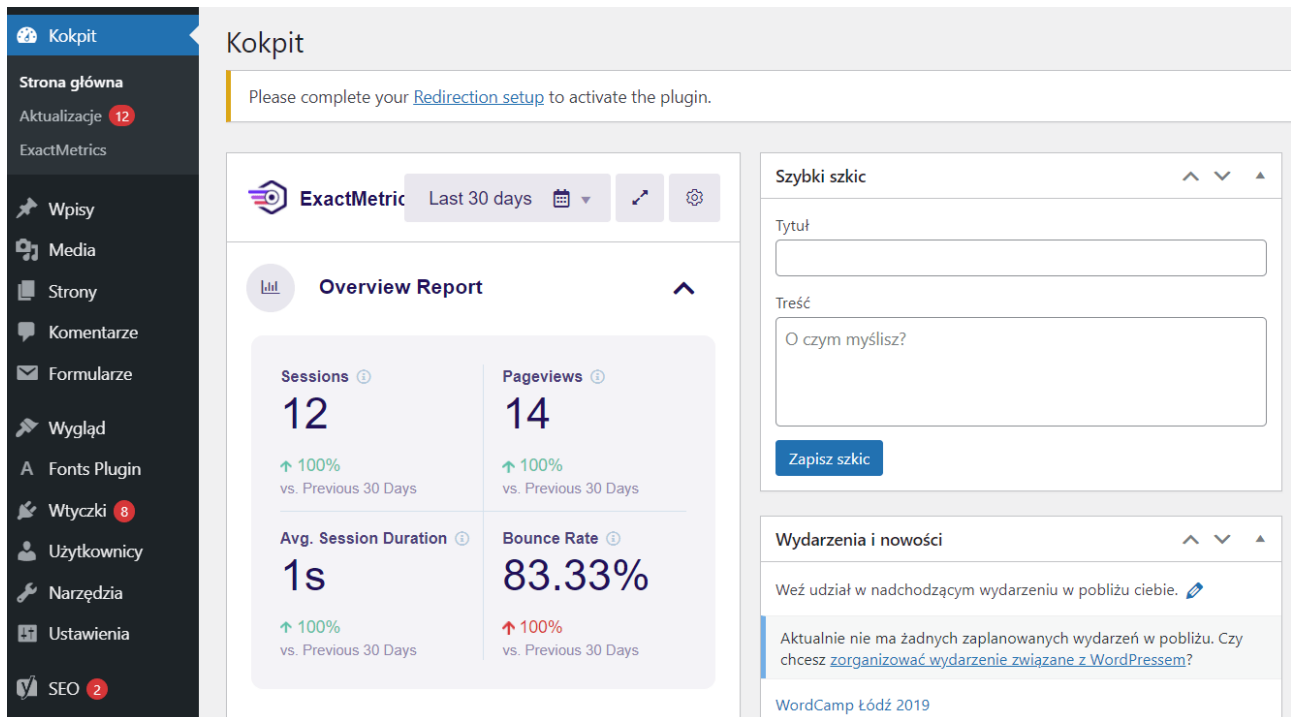 Kokpit
Strona główna
Aktualizacje 12
ExactMetrics
Wpisy
Media
Strony
Komentarze
Formularze
Wygląd
Fonts Plugin
Wtyczki 8
Użytkownicy
Narzędzia
Ustawienia
SEO 2
Kokpit
Please complete your Redirection setup to activate the plugin.
ExactMetric
Last 30 days
Overview Report
Sessions
12
100%
vs. Previous 30 Days
Pageviews
14
100%
vs. Previous 30 Days
Avg. Session Duration
1s
100%
vs. Previous 30 Days
Bounce Rate
83.33%
100%
vs. Previous 30 Days
Szybki szkic
Tytuł
Treść
O czym myślisz?
Zapisz szkic
Wydarzenia i nowości
Weź udział w nadchodzącym wydarzeniu w pobliżu ciebie.
Aktualnie nie ma żadnych zaplanowanych wydarzeń w pobliżu. Czy
chcesz zorganizować wydarzenie związane z WordPressem?
WordCamp Łódź 2019